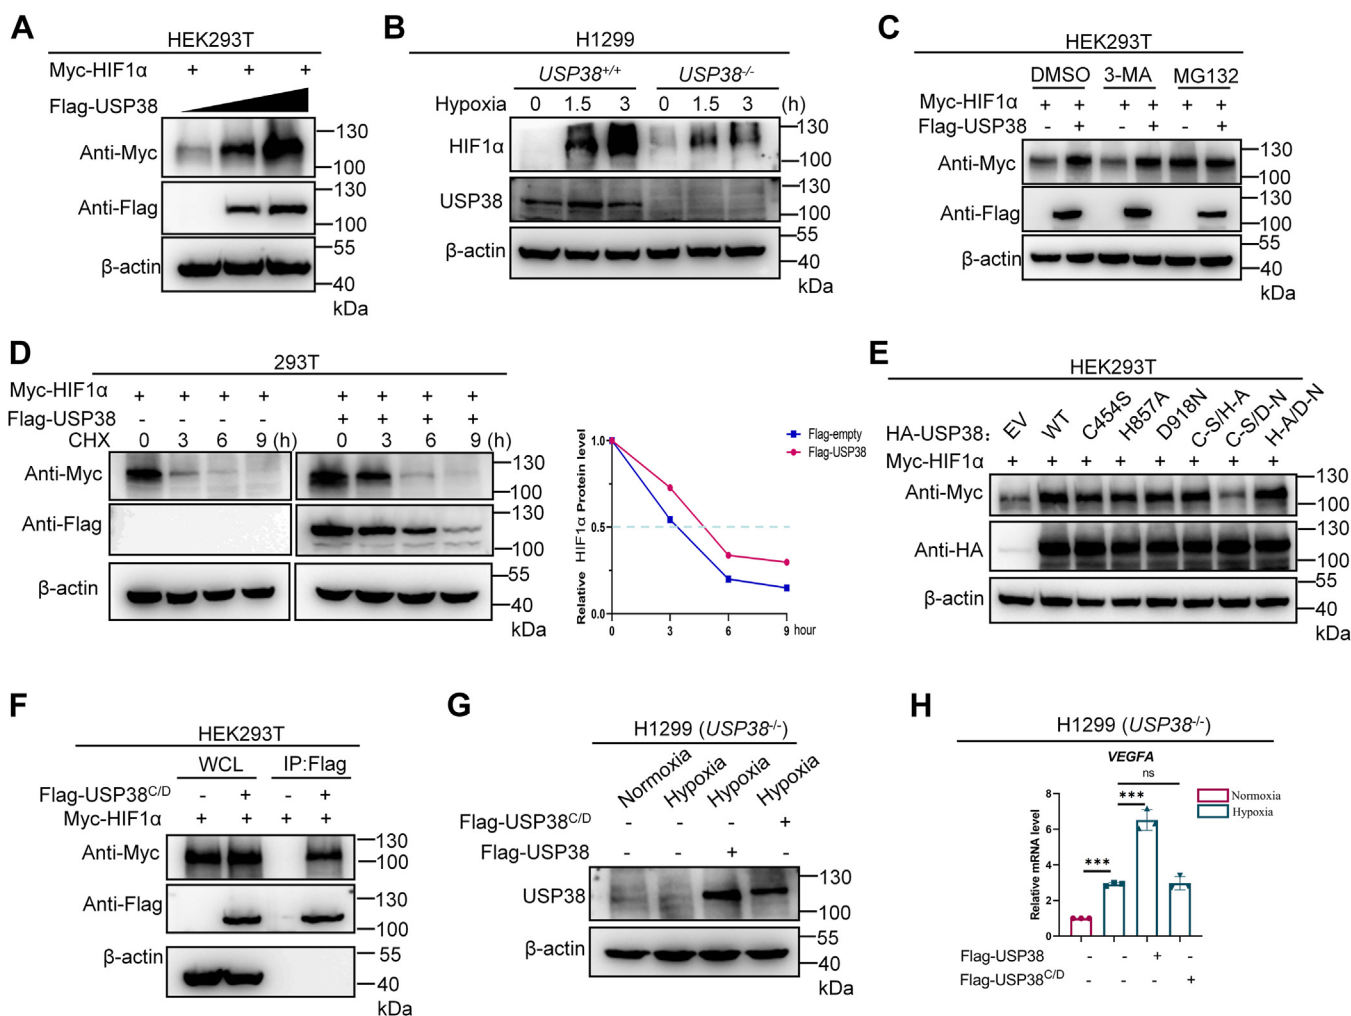 A
HEK293T
Myc-HIF1α + + +
Flag-USP38
Anti-Myc 130 100
Anti-Flag 130 100
β-actin 55 40
kDa
B
H1299
USP38+/+ USP38-/-
Hypoxia 0 1.5 3 0 1.5 3 (h)
HIF1α 130 100
USP38 130 100
β-actin 55 40
kDa
C
HEK293T
DMSO 3-MA MG132
Myc-HIF1α + + + + + +
Flag-USP38 - + - + - +
Anti-Myc 130 100
Anti-Flag 130 100
β-actin 55 40
kDa
D
293T
Myc-HIF1α + + + + + + + +
Flag-USP38 - - - - + + + +
CHX 0 3 6 9 (h) 0 3 6 9 (h)
Anti-Myc 130 100
Anti-Flag 130 100
β-actin 55 40
kDa
Relative HIF1α Protein level
1.0
0.5
0.0
0 3 6 9 hour
Flag-empty
Flag-USP38
E
HEK293T
HA-USP38: EV WT C454S H857A D918N C-S/H-A C-S/D-N H-A/D-N
Myc-HIF1α + + + + + + + +
Anti-Myc 130 100
Anti-HA 130 100
β-actin 55 40
kDa
F
HEK293T
WCL IP:Flag
Flag-USP38C/D - + - +
Myc-HIF1α + + + +
Anti-Myc 130 100
Anti-Flag 130 100
β-actin 55 40
kDa
G
H1299 (USP38-/-)
Normoxia Hypoxia Hypoxia Hypoxia
Flag-USP38C/D - - - +
Flag-USP38 - - + -
USP38 130 100
β-actin 55 40
kDa
H
H1299 (USP38-/-)
VEGFA
ns
*** ***
Relative mRNA level
8
6
4
2
0
Normoxia
Hypoxia
Flag-USP38 - - + -
Flag-USP38C/D - - - +